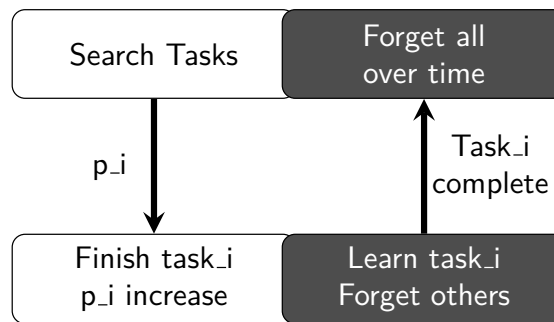 Search Tasks
Forget all
over time
p_i
Task_i
complete
Finish task_i
p_i increase
Learn task_i
Forget others